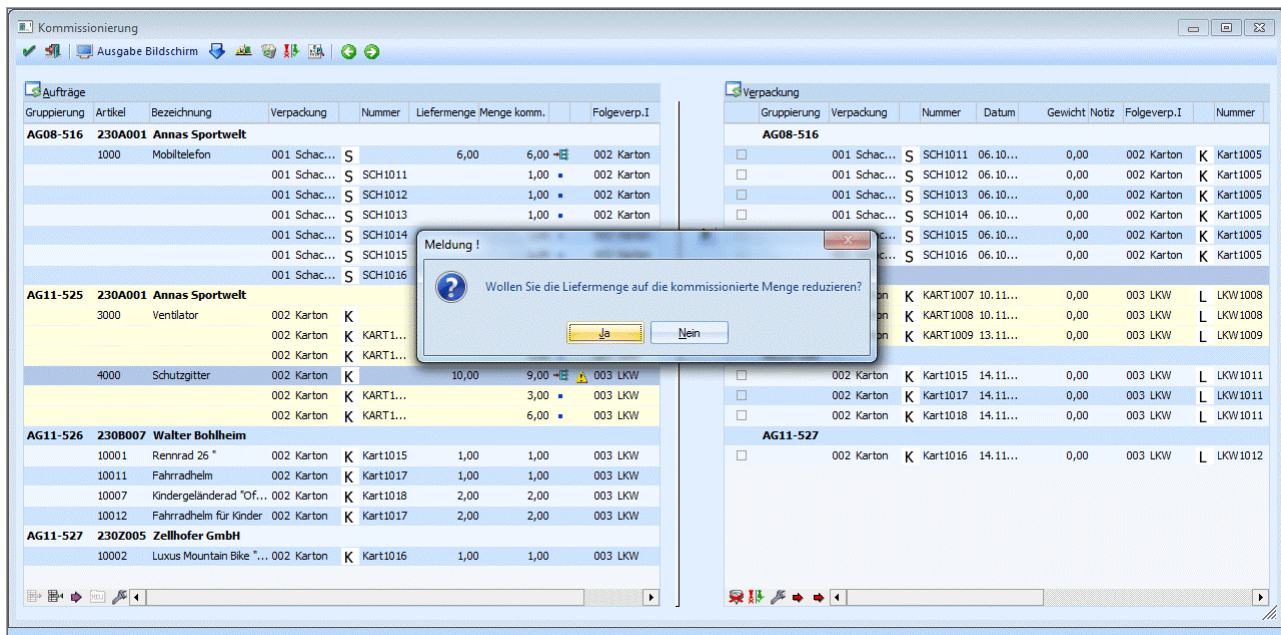 Kommissionierung
Ausgabe Bildschirm
Aufträge
Gruppierung Artikel Bezeichnung Verpackung Nummer Liefermenge Menge komm. Folgeverp.I
AG08-516 230A001 Annas Sportwelt
1000 Mobiltelefon 001 Schac... S 6,00 6,00 002 Karton
001 Schac... S SCH1011 1,00 002 Karton
001 Schac... S SCH1012 1,00 002 Karton
001 Schac... S SCH1013 1,00 002 Karton
001 Schac... S SCH1014
001 Schac... S SCH1015
001 Schac... S SCH1016
AG11-525 230A001 Annas Sportwelt
3000 Ventilator 002 Karton K
002 Karton K KART1...
002 Karton K KART1...
4000 Schutzgitter 002 Karton K 10,00 9,00 003 LKW
002 Karton K KART1... 3,00 003 LKW
002 Karton K KART1... 6,00 003 LKW
AG11-526 230B007 Walter Bohlheim
10001 Rennrad 26 " 002 Karton K Kart1015 1,00 1,00 003 LKW
10011 Fahrradhelm 002 Karton K Kart1017 1,00 1,00 003 LKW
10007 Kindergeländerad "Of... 002 Karton K Kart1018 2,00 2,00 003 LKW
10012 Fahrradhelm für Kinder 002 Karton K Kart1017 2,00 2,00 003 LKW
AG11-527 230Z005 Zellhofer GmbH
10002 Luxus Mountain Bike "... 002 Karton K Kart1016 1,00 1,00 003 LKW
Meldung !
Wollen Sie die Liefermenge auf die kommissionierte Menge reduzieren?
Ja Nein
Verpackung
Gruppierung Verpackung Nummer Datum Gewicht Notiz Folgeverp.I Nummer
AG08-516
001 Schac... S SCH1011 06.10... 0,00 002 Karton K Kart1005
001 Schac... S SCH1012 06.10... 0,00 002 Karton K Kart1005
001 Schac... S SCH1013 06.10... 0,00 002 Karton K Kart1005
001 Schac... S SCH1014 06.10... 0,00 002 Karton K Kart1005
S SCH1015 06.10... 0,00 002 Karton K Kart1005
S SCH1016 06.10... 0,00 002 Karton K Kart1005
K KART1007 10.11... 0,00 003 LKW L LKW1008
K KART1008 10.11... 0,00 003 LKW L LKW1008
K KART1009 13.11... 0,00 003 LKW L LKW1009
002 Karton K Kart1015 14.11... 0,00 003 LKW L LKW1011
002 Karton K Kart1017 14.11... 0,00 003 LKW L LKW1011
002 Karton K Kart1018 14.11... 0,00 003 LKW L LKW1011
AG11-527
002 Karton K Kart1016 14.11... 0,00 003 LKW L LKW1012